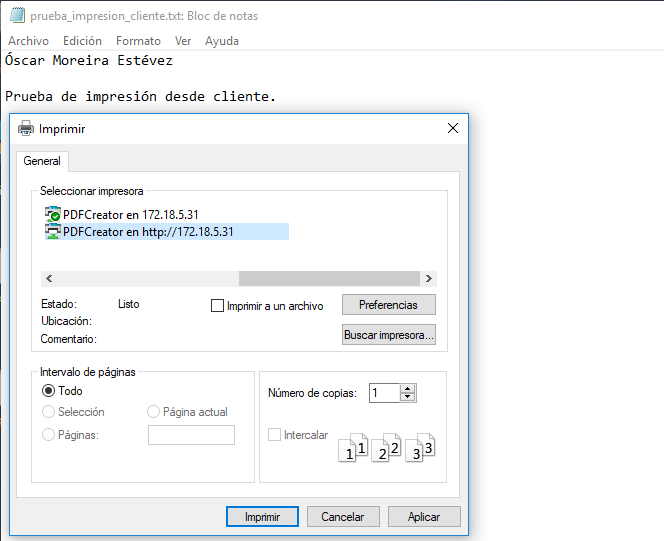 prueba_impresion_cliente.txt: Bloc de notas
Archivo Edición Formato Ver Ayuda
Óscar Moreira Estévez
Prueba de impresión desde cliente.
Imprimir
General
Seleccionar impresora
PDFCreator en 172.18.5.31
PDFCreator en http://172.18.5.31
Estado: Listo
Imprimir a un archivo
Preferencias
Ubicación:
Comentario:
Buscar impresora...
Intervalo de páginas
Todo
Selección Página actual
Páginas:
Número de copias: 1
Intercalar
1 1 2 2 3 3
Imprimir Cancelar Aplicar